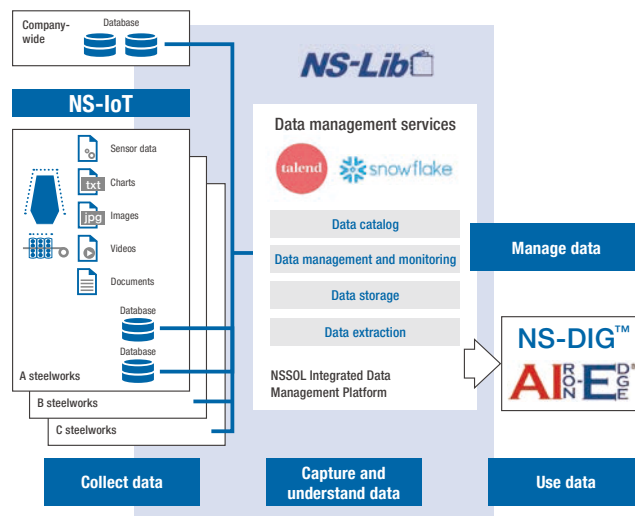 Company-
wide
Database
NS-Lib
NS-IoT
Sensor data
txt
Charts
jpg
Images
Videos
Documents
Database
Database
A steelworks
B steelworks
C steelworks
Data management services
talend
snowflake
Data catalog
Data management and monitoring
Data storage
Data extraction
NSSOL Integrated Data
Management Platform
Manage data
NS-DIG™
AIRON-EDGE®
Collect data
Capture and
understand data
Use data